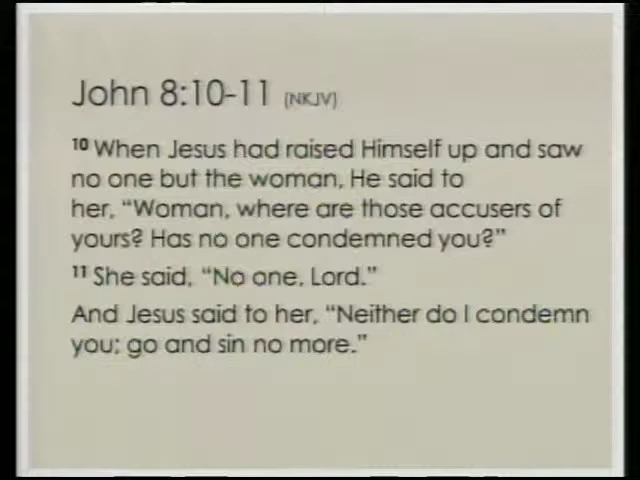 John 8:10-11 (NKJV)
10 When Jesus had raised Himself up and saw
no one but the woman, He said to
her, “Woman, where are those accusers of
yours? Has no one condemned you?”
11 She said, “No one, Lord.”
And Jesus said to her, “Neither do I condemn
you; go and sin no more.”